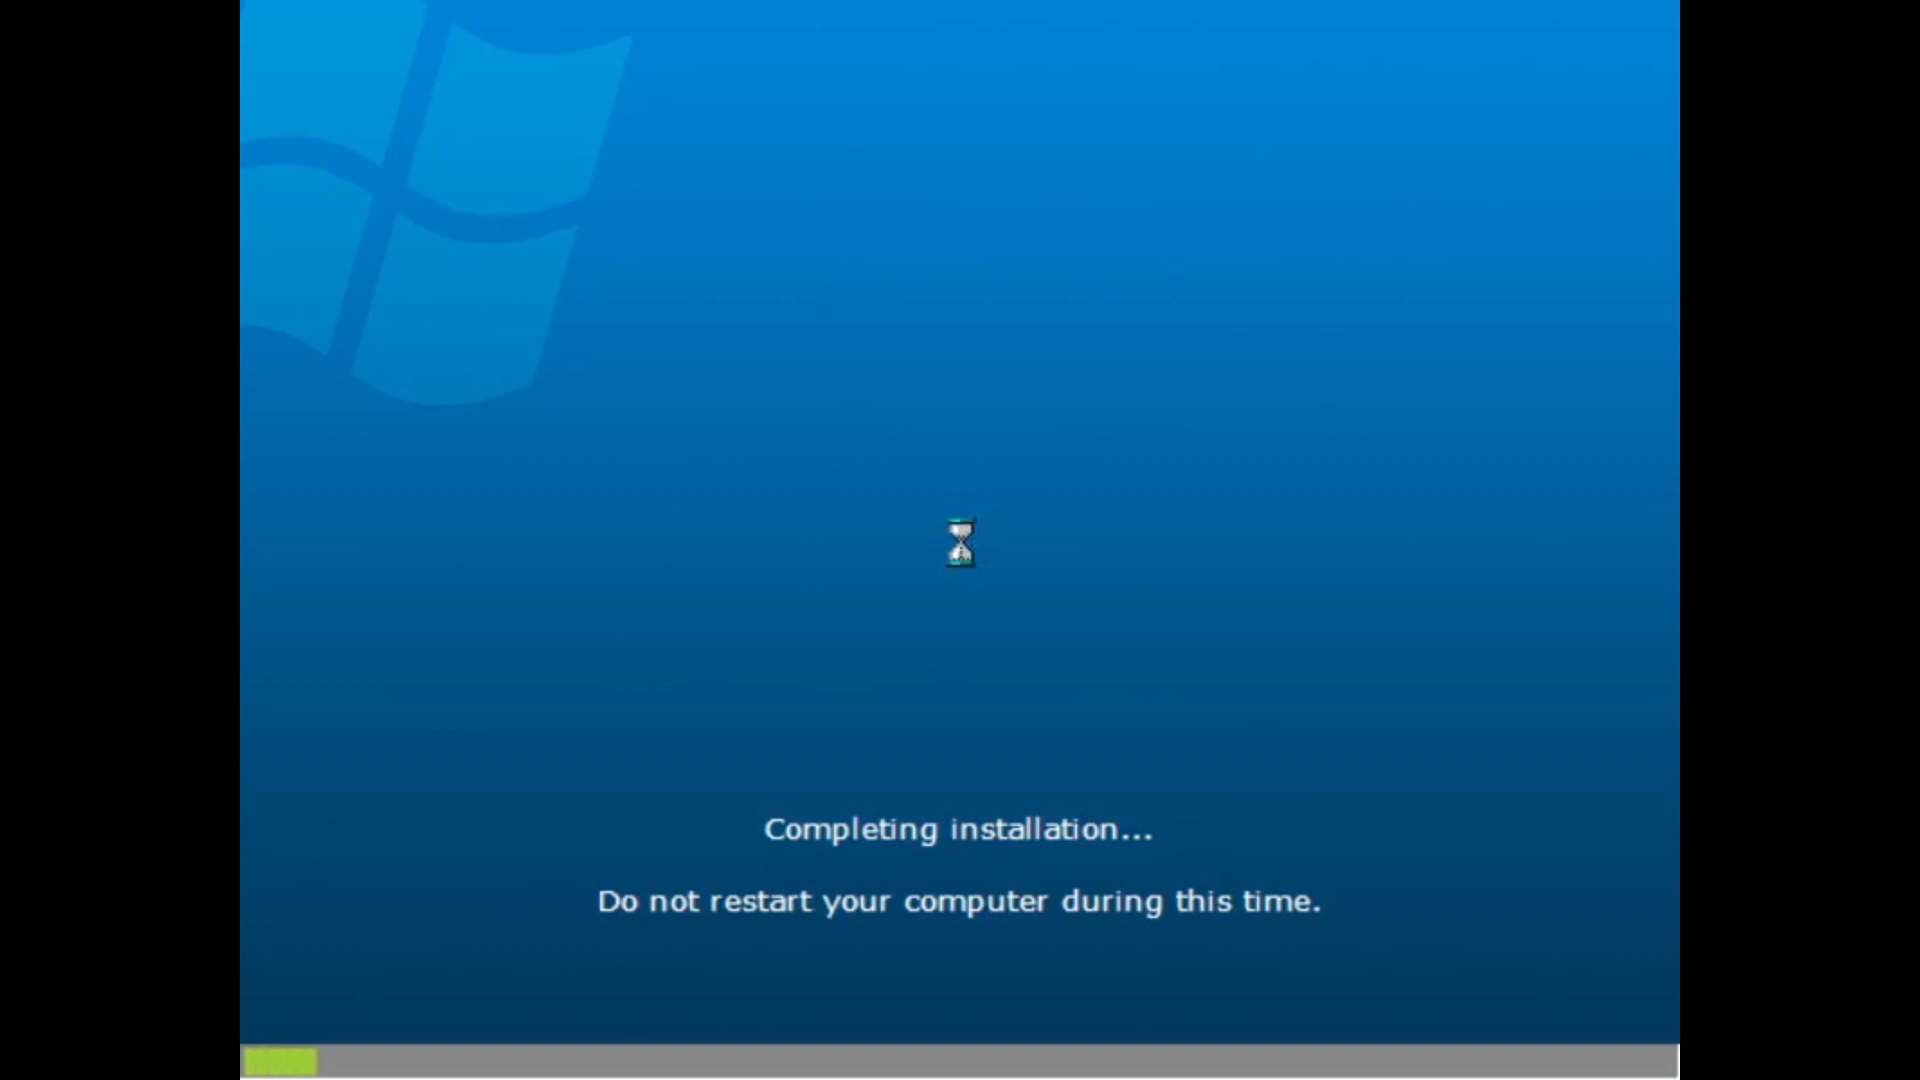 Completing installation...
Do not restart your computer during this time.